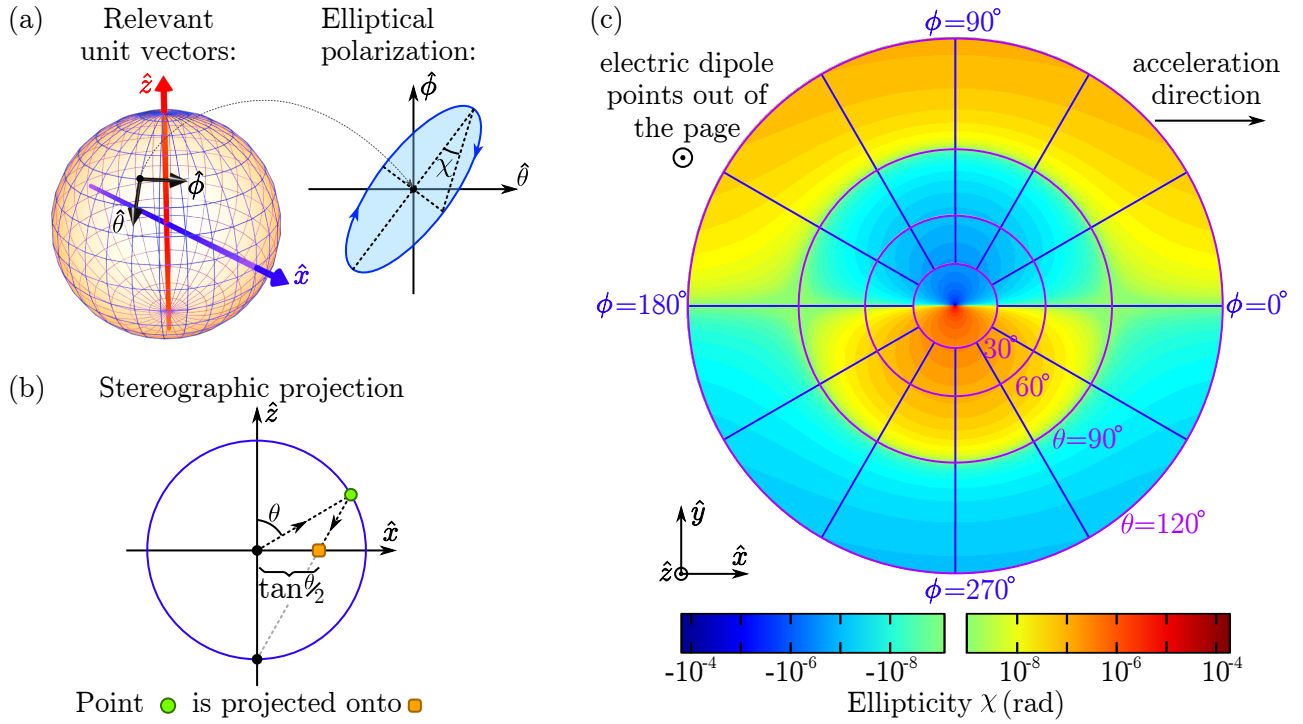 (a)
Relevant
unit vectors:
Elliptical
polarization:
ẑ
ϕ̂
θ̂
x̂
ϕ̂
χ
θ̂
(b)
Stereographic projection
ẑ
θ
x̂
tan θ/2
Point is projected onto
(c)
ϕ=90°
electric dipole
points out of
the page
acceleration
direction
ϕ=180°
ϕ=0°
30°
60°
θ=90°
θ=120°
ŷ
x̂
ẑ
ϕ=270°
-10⁻⁴ -10⁻⁶ -10⁻⁸ 10⁻⁸ 10⁻⁶ 10⁻⁴
Ellipticity χ (rad)